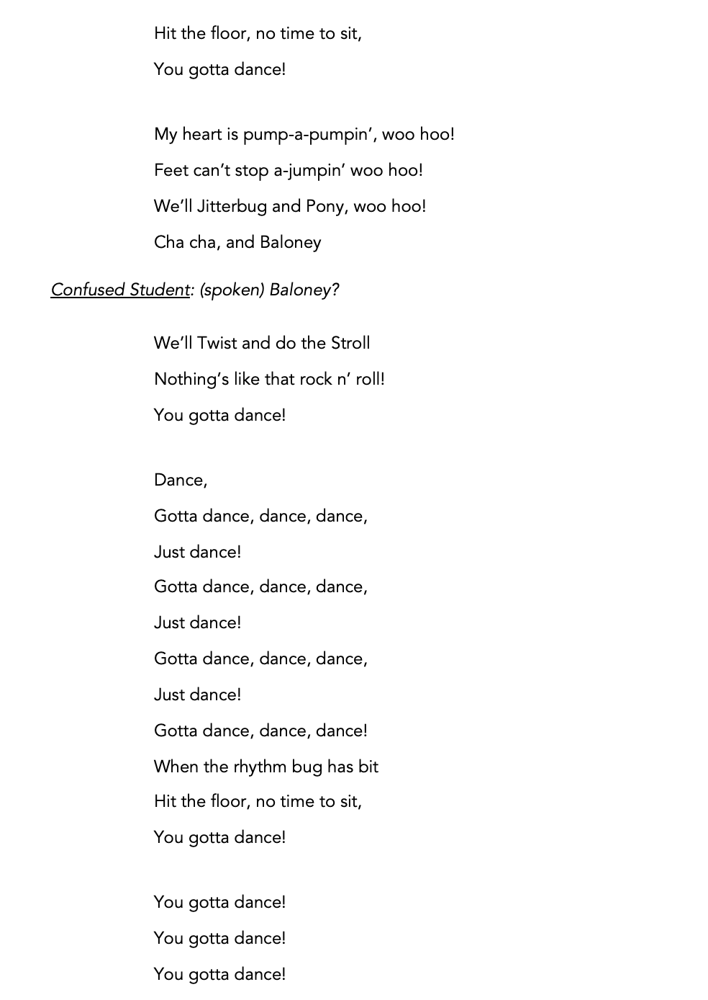 Hit the floor, no time to sit,
You gotta dance!
My heart is pump-a-pumpin’, woo hoo!
Feet can’t stop a-jumpin’ woo hoo!
We’ll Jitterbug and Pony, woo hoo!
Cha cha, and Baloney
Confused Student: (spoken) Baloney?
We’ll Twist and do the Stroll
Nothing’s like that rock n’ roll!
You gotta dance!
Dance,
Gotta dance, dance, dance,
Just dance!
Gotta dance, dance, dance,
Just dance!
Gotta dance, dance, dance,
Just dance!
Gotta dance, dance, dance!
When the rhythm bug has bit
Hit the floor, no time to sit,
You gotta dance!
You gotta dance!
You gotta dance!
You gotta dance!